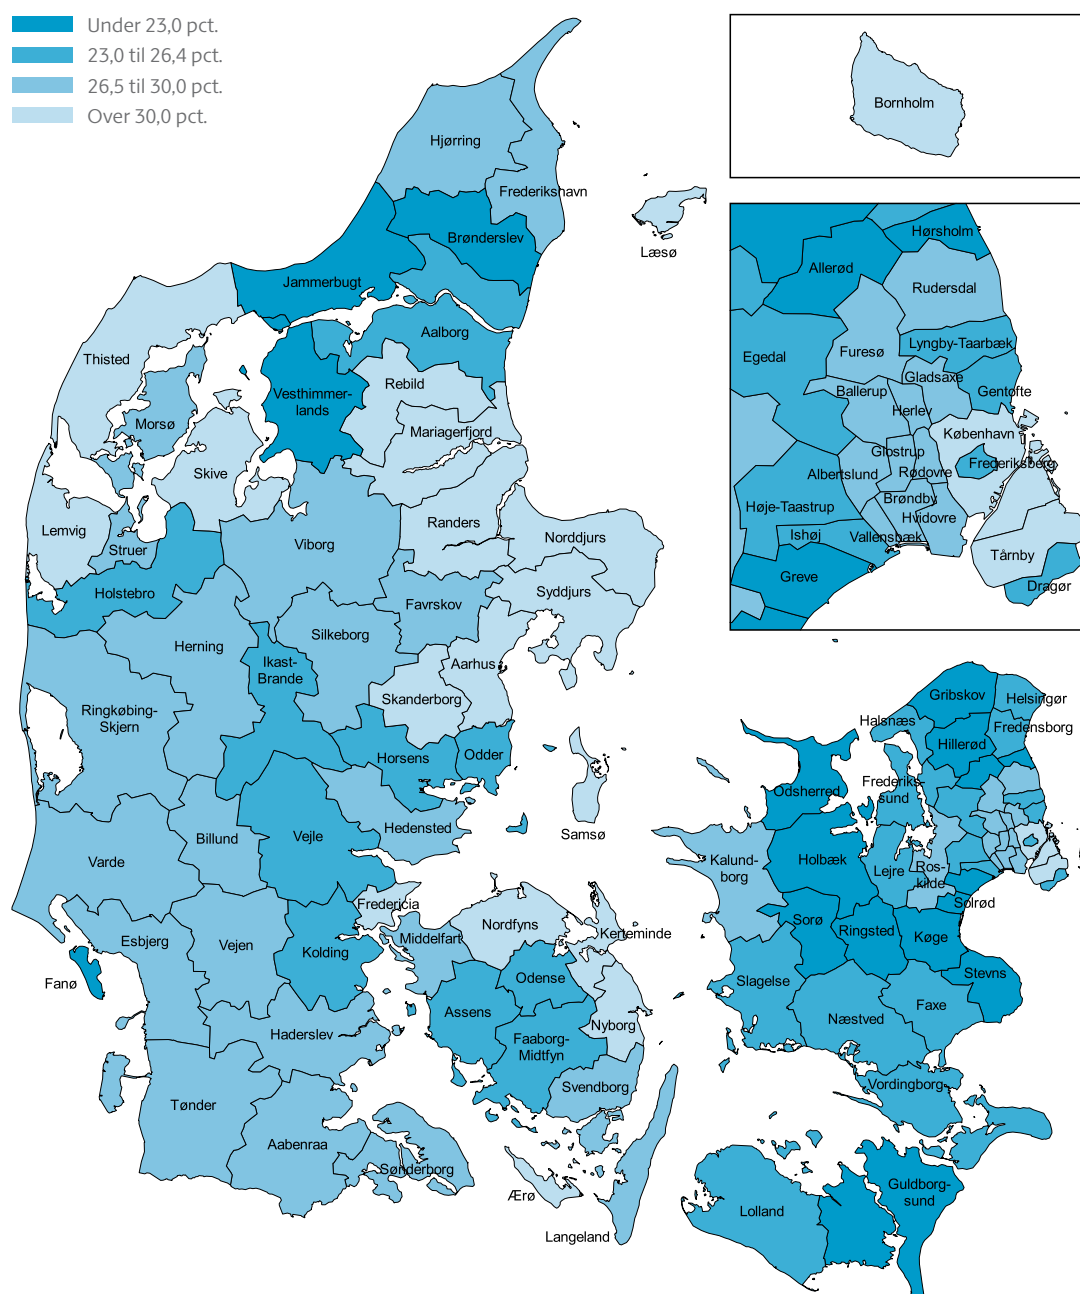 Under 23,0 pct.
23,0 til 26,4 pct.
26,5 til 30,0 pct.
Over 30,0 pct.
Bornholm
Hjørring
Frederikshavn
Brønderslev
Læsø
Jammerbugt
Aalborg
Thisted
Rebild
Vesthimmer-
lands
Morsø
Mariagerfjord
Skive
Lemvig
Randers
Struer
Viborg
Norddjurs
Holstebro
Syddjurs
Favrskov
Silkeborg
Herning
Ikast-
Brande
Aarhus
Skanderborg
Ringkøbing-
Skjern
Horsens
Odder
Samsø
Hedensted
Billund
Vejle
Varde
Fredericia
Nordfyns
Kerteminde
Middelfart
Esbjerg
Vejen
Kolding
Fanø
Odense
Assens
Nyborg
Haderslev
Faaborg-
Midtfyn
Svendborg
Tønder
Aabenraa
Sønderborg
Ærø
Langeland
Hørsholm
Allerød
Rudersdal
Egedal
Furesø
Lyngby-Taarbæk
Gladsaxe
Ballerup
Gentofte
Herlev
København
Glostrup
Frederiksberg
Albertslund
Rødovre
Brøndby
Høje-Taastrup
Hvidovre
Ishøj
Vallensbæk
Tårnby
Greve
Dragør
Gribskov
Helsingør
Halsnæs
Fredensborg
Hillerød
Odsherred
Frederiks-
sund
Holbæk
Kalund-
borg
Lejre
Ros-
kilde
Solrød
Sorø
Ringsted
Køge
Stevns
Slagelse
Faxe
Næstved
Vordingborg
Guldborg-
sund
Lolland